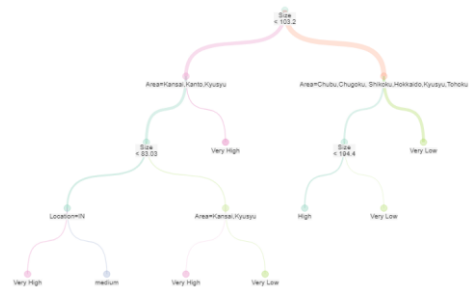 Size
< 103.2
Area=Kansai,Kanto,Kyusyu
Area=Chubu,Chugoku, Shikoku,Hokkaido,Kyusyu,Tohoku
Size
< 83.03
Very High
Size
< 194.4
Very Low
Location=IN
Area=Kansai,Kyusyu
High
Very Low
Very High
medium
Very High
Very Low